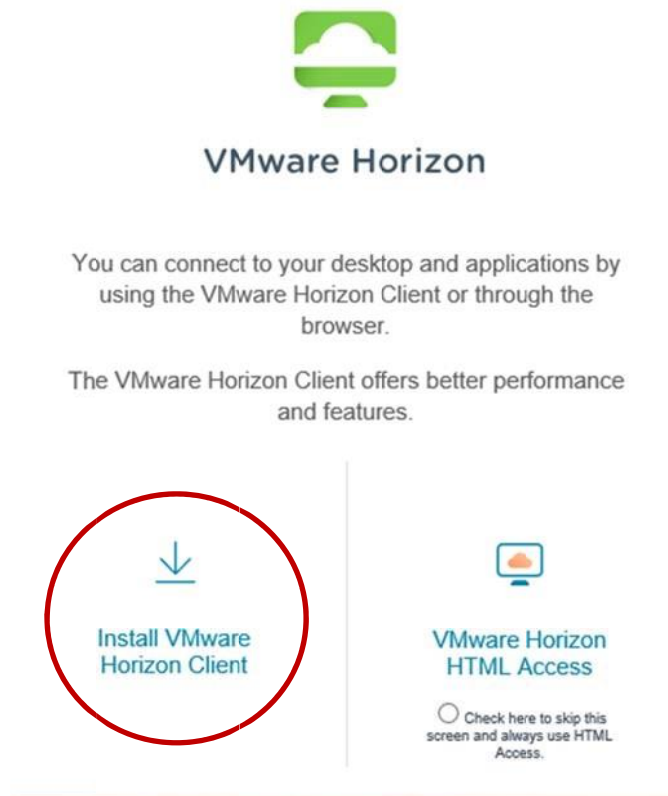 VMware Horizon
You can connect to your desktop and applications by
using the VMware Horizon Client or through the
browser.
The VMware Horizon Client offers better performance
and features.
Install VMware
Horizon Client
VMware Horizon
HTML Access
Check here to skip this
screen and always use HTML
Access.